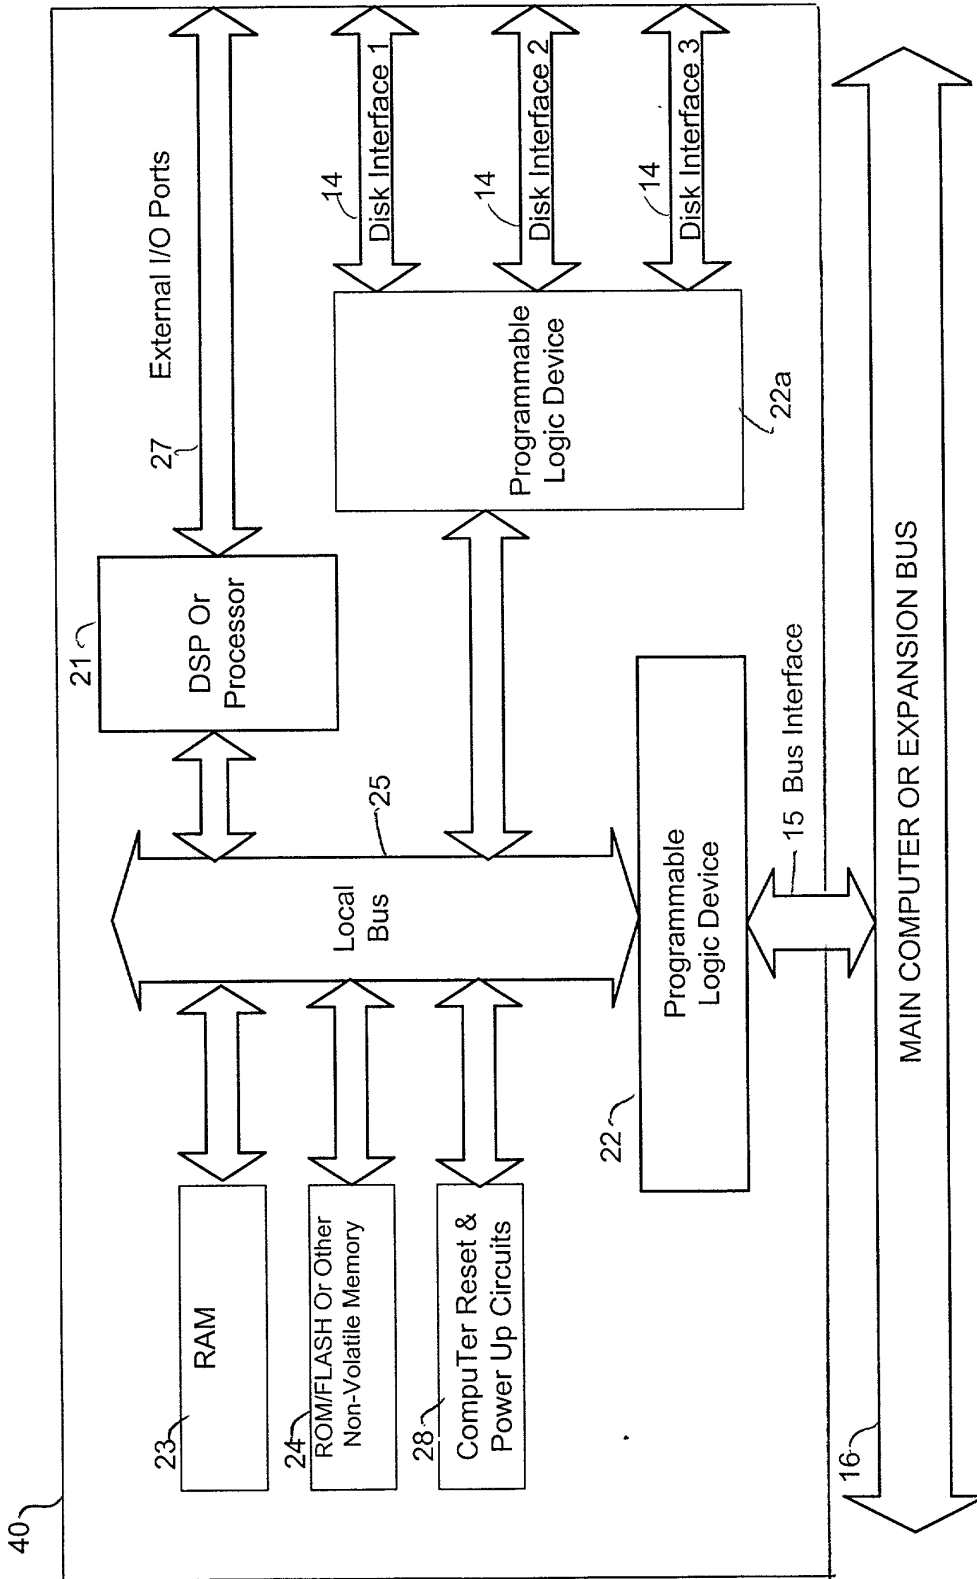 40
23
RAM
24
ROM/FLASH Or Other
Non-Volatile Memory
28
CompuTer Reset &
Power Up Circuits
Local
Bus
25
21
DSP Or
Processor
27
External I/O Ports
22
Programmable
Logic Device
Programmable
Logic Device
22a
14
Disk Interface 1
14
Disk Interface 2
14
Disk Interface 3
15 Bus Interface
16
MAIN COMPUTER OR EXPANSION BUS